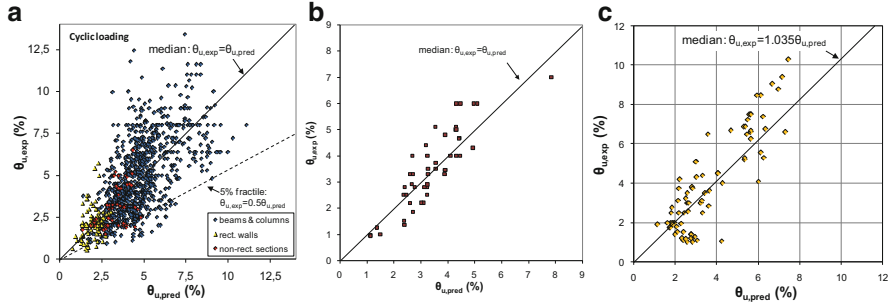 a
Cyclic loading
median: θu,exp=θu,pred
5% fractile:
θu,exp=0.5θu,pred
beams & columns
rect. walls
non-rect. sections
θu,exp (%)
12,5
10
7,5
5
2,5
0
0 2,5 5 7,5 10 12,5
θu,pred (%)
b
median: θu,exp=θu,pred
θu,exp (%)
9
8
7
6
5
4
3
2
1
0
0 1 2 3 4 5 6 7 8 9
θu,pred (%)
c
median: θu,exp=1.035θu,pred
θu,exp (%)
12
10
8
6
4
2
0
0 2 4 6 8 10 12
θu,pred (%)